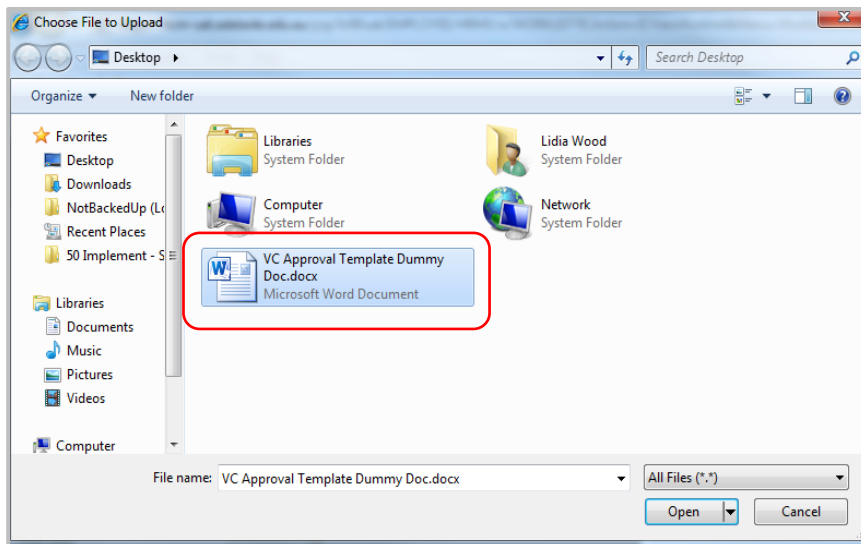 Choose File to Upload
Desktop
Search Desktop
Organize
New folder
Favorites
Desktop
Downloads
NotBackedUp (Lc
Recent Places
50 Implement - S
Libraries
Documents
Music
Pictures
Videos
Computer
Libraries
System Folder
Lidia Wood
System Folder
Computer
System Folder
Network
System Folder
VC Approval Template Dummy
Doc.docx
Microsoft Word Document
File name: VC Approval Template Dummy Doc.docx
All Files (*.*)
Open
Cancel